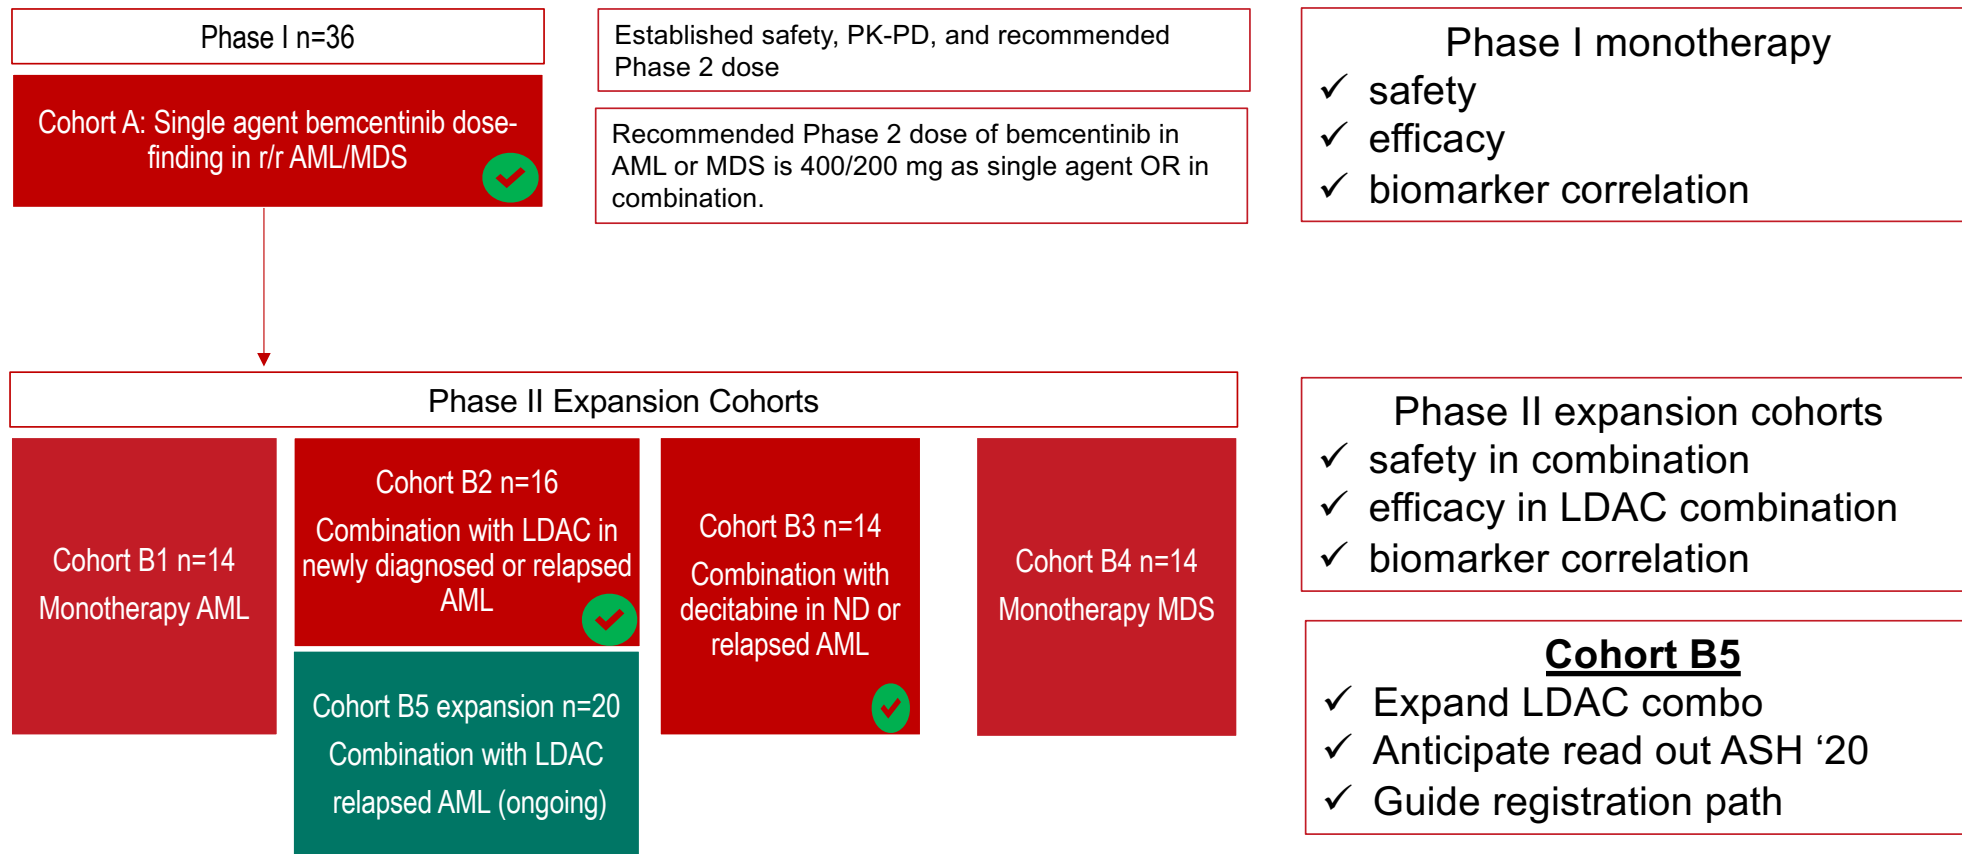 Phase I n=36
Cohort A: Single agent bemcentinib dose-
finding in r/r AML/MDS
Established safety, PK-PD, and recommended
Phase 2 dose
Recommended Phase 2 dose of bemcentinib in
AML or MDS is 400/200 mg as single agent OR in
combination.
Phase I monotherapy
✓ safety
✓ efficacy
✓ biomarker correlation
Phase II Expansion Cohorts
Cohort B1 n=14
Monotherapy AML
Cohort B2 n=16
Combination with LDAC in
newly diagnosed or relapsed
AML
Cohort B5 expansion n=20
Combination with LDAC
relapsed AML (ongoing)
Cohort B3 n=14
Combination with
decitabine in ND or
relapsed AML
Cohort B4 n=14
Monotherapy MDS
Phase II expansion cohorts
✓ safety in combination
✓ efficacy in LDAC combination
✓ biomarker correlation
Cohort B5
✓ Expand LDAC combo
✓ Anticipate read out ASH ‘20
✓ Guide registration path